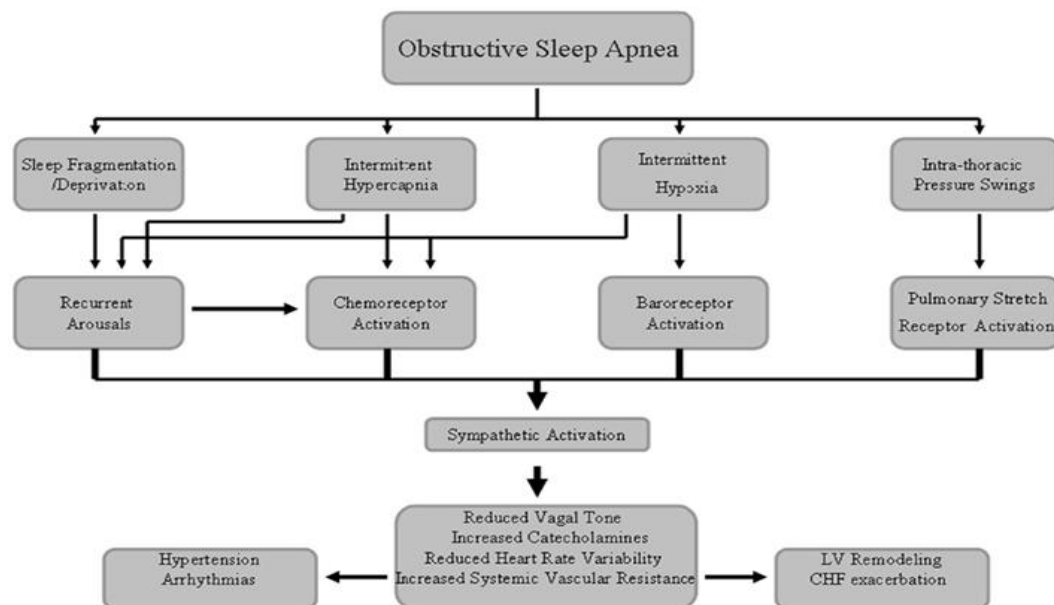 Obstructive Sleep Apnea
Sleep Fragmentation
/Deprivation
Intermittent
Hypercapnia
Intermittent
Hypoxia
Intra-thoracic
Pressure Swings
Recurrent
Arousals
Chemoreceptor
Activation
Baroreceptor
Activation
Pulmonary Stretch
Receptor Activation
Sympathetic Activation
Reduced Vagal Tone
Increased Catecholamines
Reduced Heart Rate Variability
Increased Systemic Vascular Resistance
Hypertension
Arrhythmias
LV Remodeling
CHF exacerbation